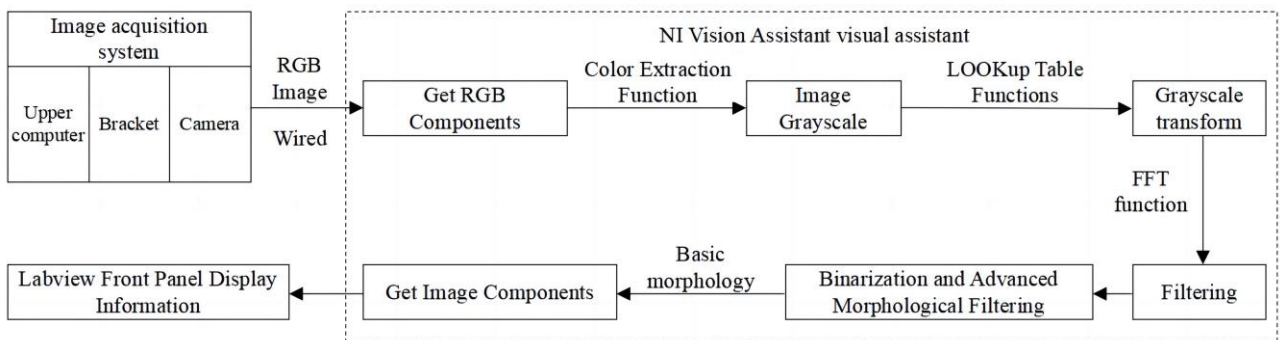 Image acquisition
system
Upper
computer
Bracket
Camera
RGB
Image
Wired
NI Vision Assistant visual assistant
Get RGB
Components
Color Extraction
Function
Image
Grayscale
LOOKup Table
Functions
Grayscale
transform
FFT
function
Filtering
Binarization and Advanced
Morphological Filtering
Basic
morphology
Get Image Components
Labview Front Panel Display
Information